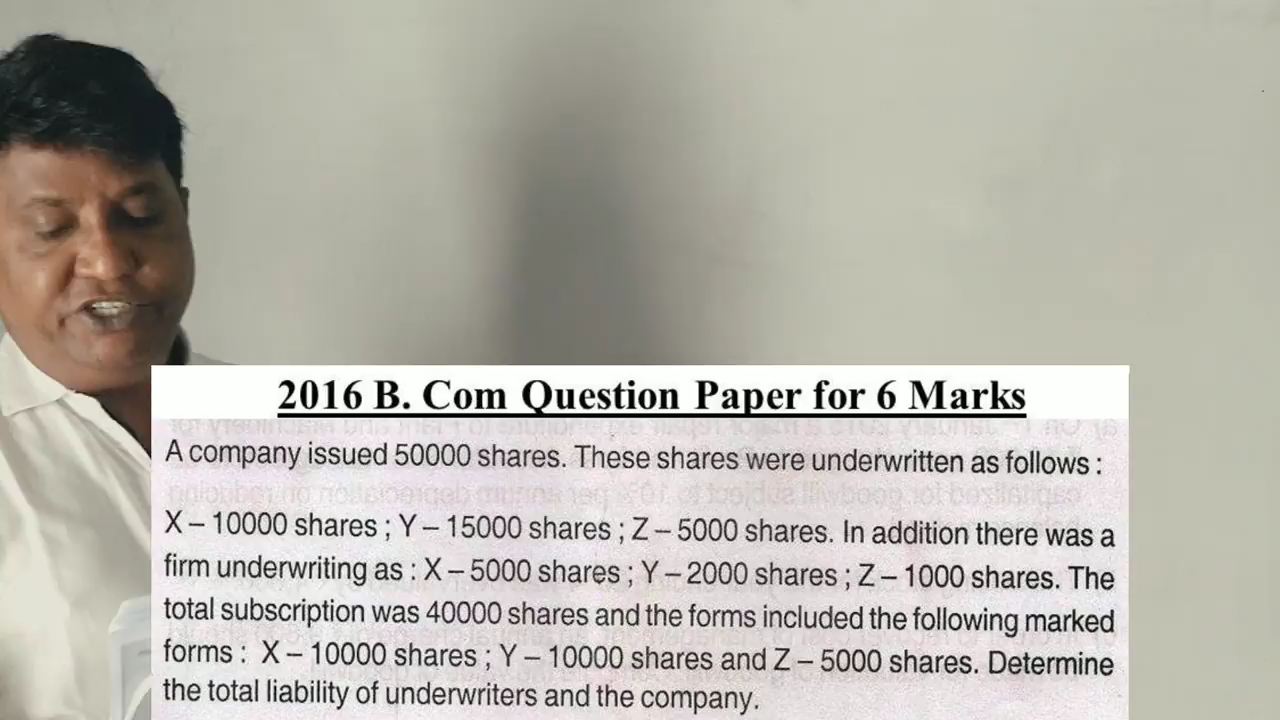 2016 B. Com Question Paper for 6 Marks
A company issued 50000 shares. These shares were underwritten as follows :
X – 10000 shares ; Y – 15000 shares ; Z – 5000 shares. In addition there was a
firm underwriting as : X – 5000 shares ; Y – 2000 shares ; Z – 1000 shares. The
total subscription was 40000 shares and the forms included the following marked
forms : X – 10000 shares ; Y – 10000 shares and Z – 5000 shares. Determine
the total liability of underwriters and the company.